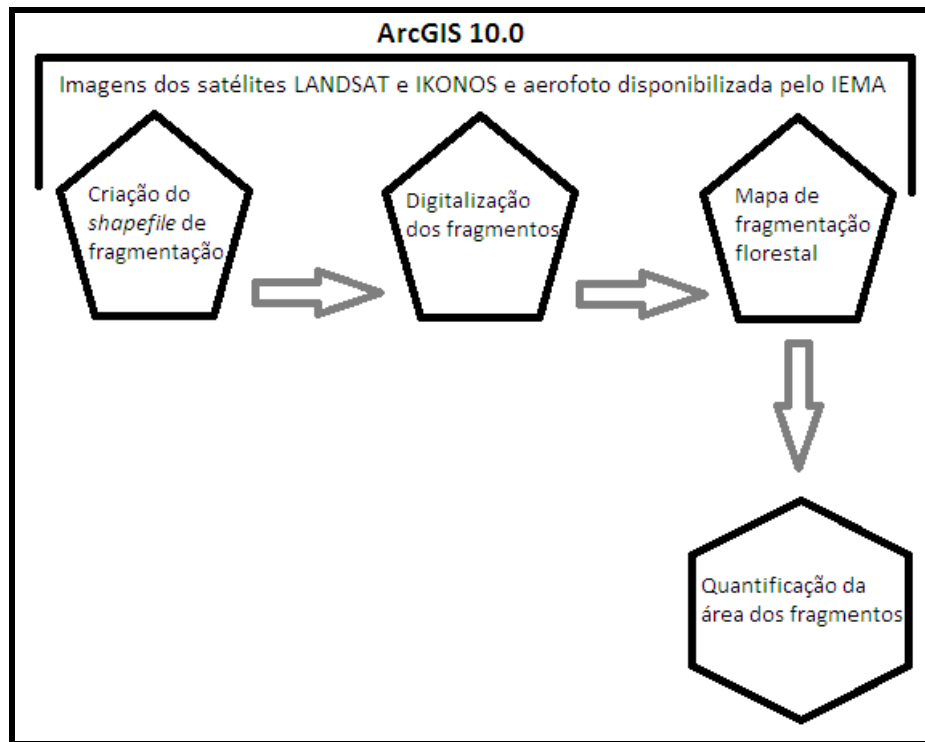 ArcGIS 10.0
Imagens dos satélites LANDSAT e IKONOS e aerofoto disponibilizada pelo IEMA
Criação do
shapefile de
fragmentação
Digitalização
dos fragmentos
Mapa de
fragmentação
florestal
Quantificação da
área dos fragmentos